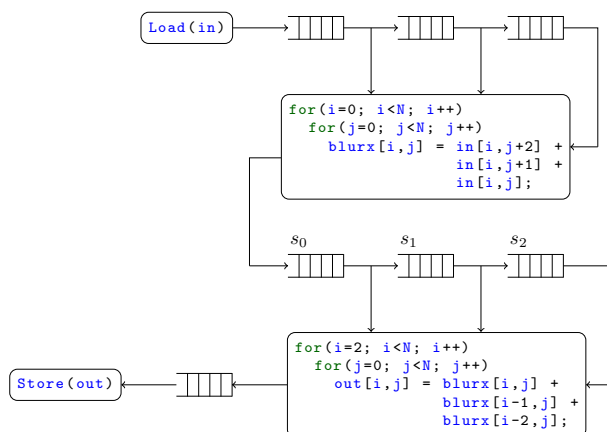 Load(in)
for(i=0; i<N; i++)
for(j=0; j<N; j++)
blurx[i,j] = in[i,j+2] +
in[i,j+1] +
in[i,j];
s0 s1 s2
for(i=2; i<N; i++)
for(j=0; j<N; j++)
out[i,j] = blurx[i,j] +
blurx[i-1,j] +
blurx[i-2,j];
Store(out)